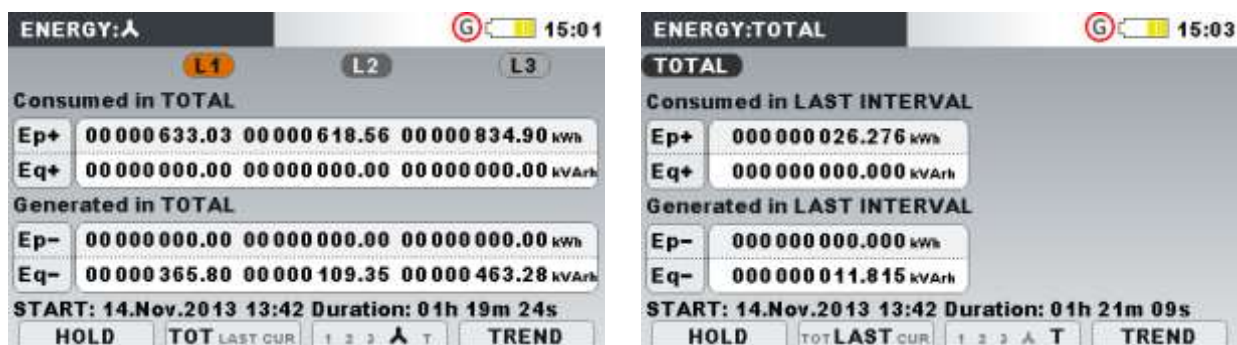 ENERGY:⅄ G 15:01
L1 L2 L3
Consumed in TOTAL
Ep+ 00000633.03 00000618.56 00000834.90 kWh
Eq+ 00000000.00 00000000.00 00000000.00 kVArh
Generated in TOTAL
Ep- 00000000.00 00000000.00 00000000.00 kWh
Eq- 00000365.80 00000109.35 00000463.28 kVArh
START: 14.Nov.2013 13:42 Duration: 01h 19m 24s
HOLD TOT LAST CUR 1 2 3 ⅄ T TREND
ENERGY:TOTAL G 15:03
TOTAL
Consumed in LAST INTERVAL
Ep+ 000000026.276 kWh
Eq+ 000000000.000 kVArh
Generated in LAST INTERVAL
Ep- 000000000.000 kWh
Eq- 000000011.815 kVArh
START: 14.Nov.2013 13:42 Duration: 01h 21m 09s
HOLD TOT LAST CUR 1 2 3 ⅄ T TREND